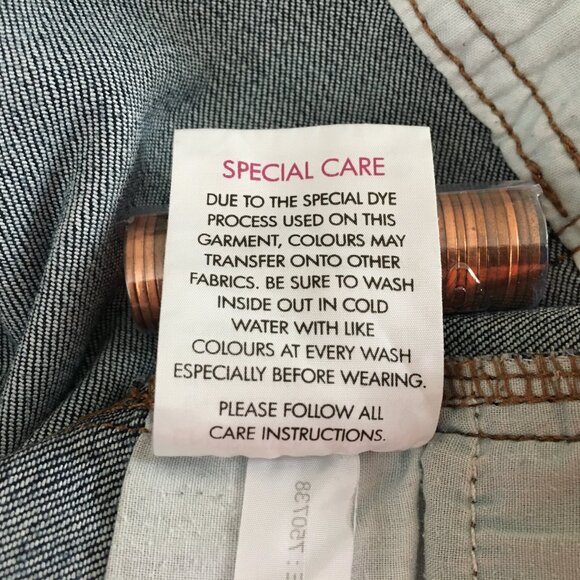 SPECIAL CARE
DUE TO THE SPECIAL DYE
PROCESS USED ON THIS
GARMENT, COLOURS MAY
TRANSFER ONTO OTHER
FABRICS. BE SURE TO WASH
INSIDE OUT IN COLD
WATER WITH LIKE
COLOURS AT EVERY WASH
ESPECIALLY BEFORE WEARING.
PLEASE FOLLOW ALL
CARE INSTRUCTIONS.
837057 :